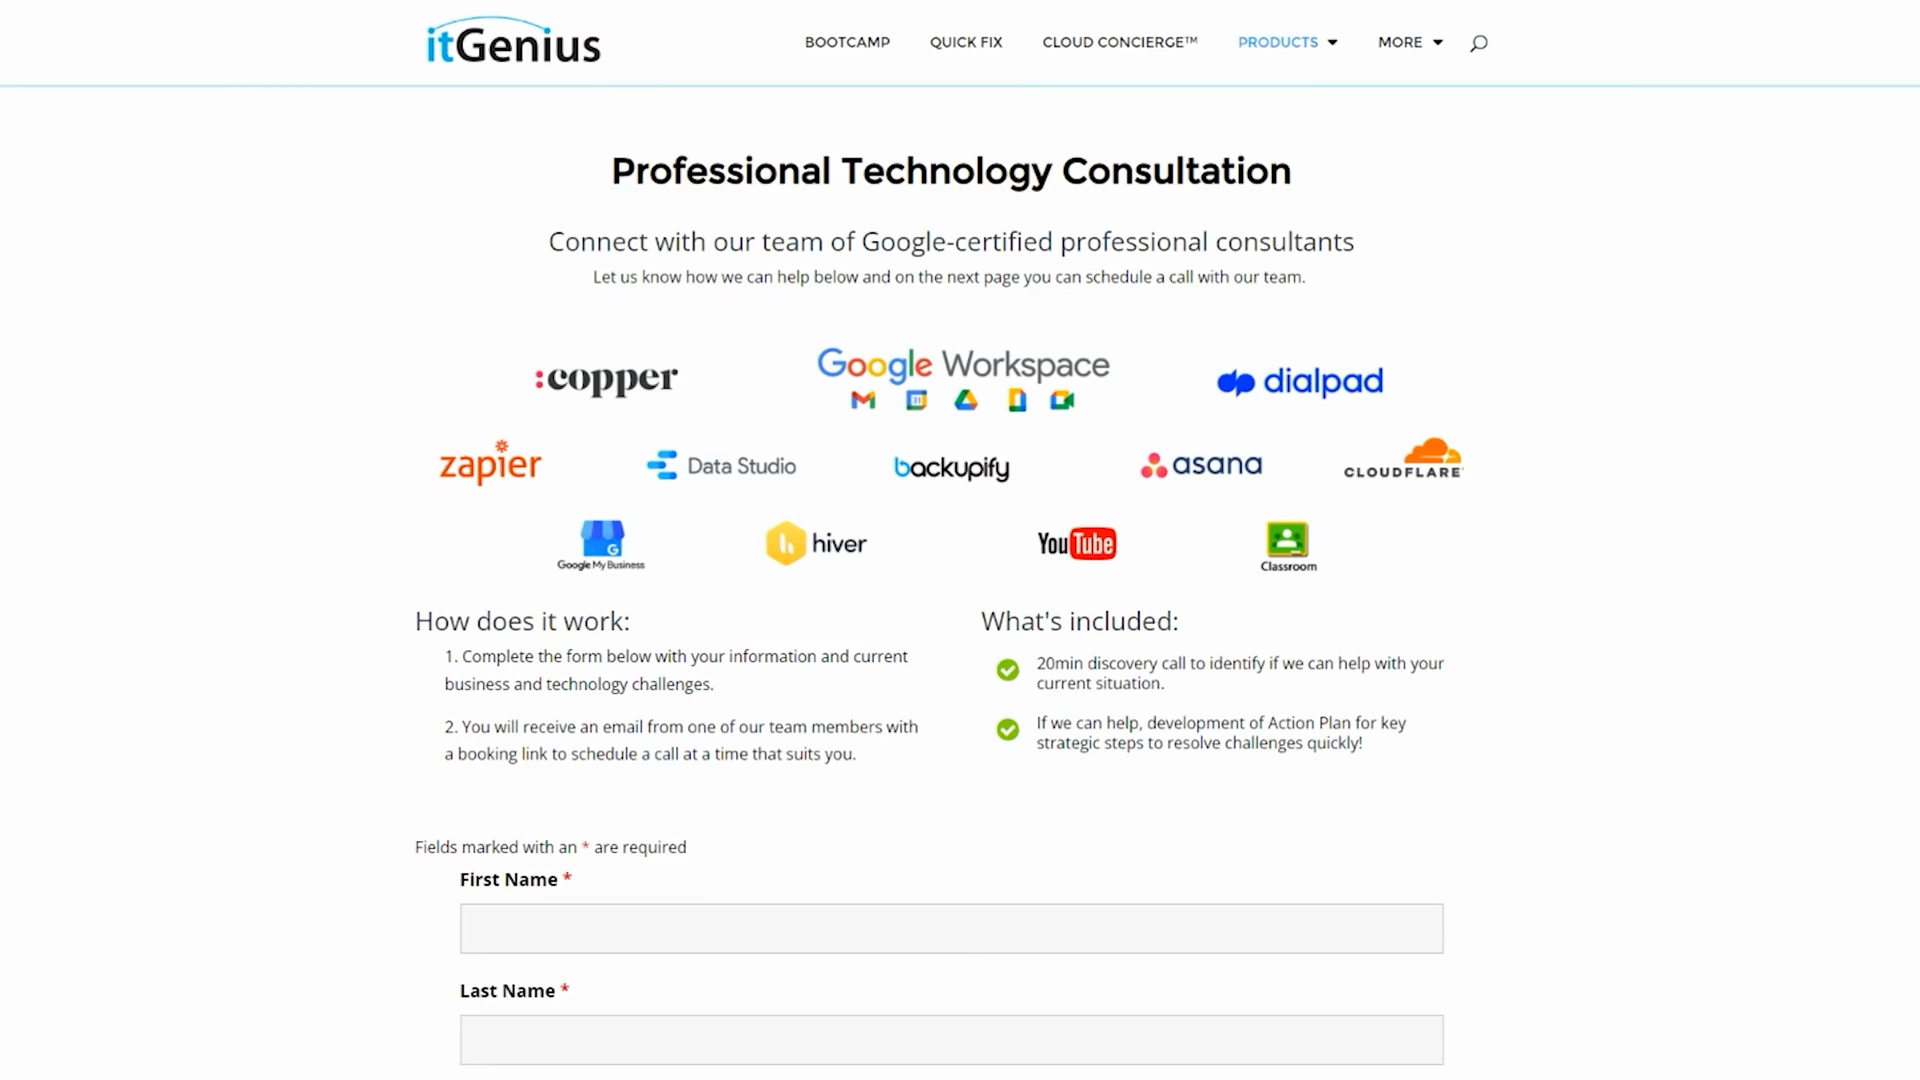 itGenius
BOOTCAMP QUICK FIX CLOUD CONCIERGE™ PRODUCTS MORE
Professional Technology Consultation
Connect with our team of Google-certified professional consultants
Let us know how we can help below and on the next page you can schedule a call with our team.
:copper Google Workspace dialpad
31
zapier Data Studio backupify asana CLOUDFLARE
G h hiver YouTube
Google My Business Classroom
How does it work:
1. Complete the form below with your information and current
business and technology challenges.
2. You will receive an email from one of our team members with
a booking link to schedule a call at a time that suits you.
What's included:
20min discovery call to identify if we can help with your
current situation.
If we can help, development of Action Plan for key
strategic steps to resolve challenges quickly!
Fields marked with an * are required
First Name *
Last Name *